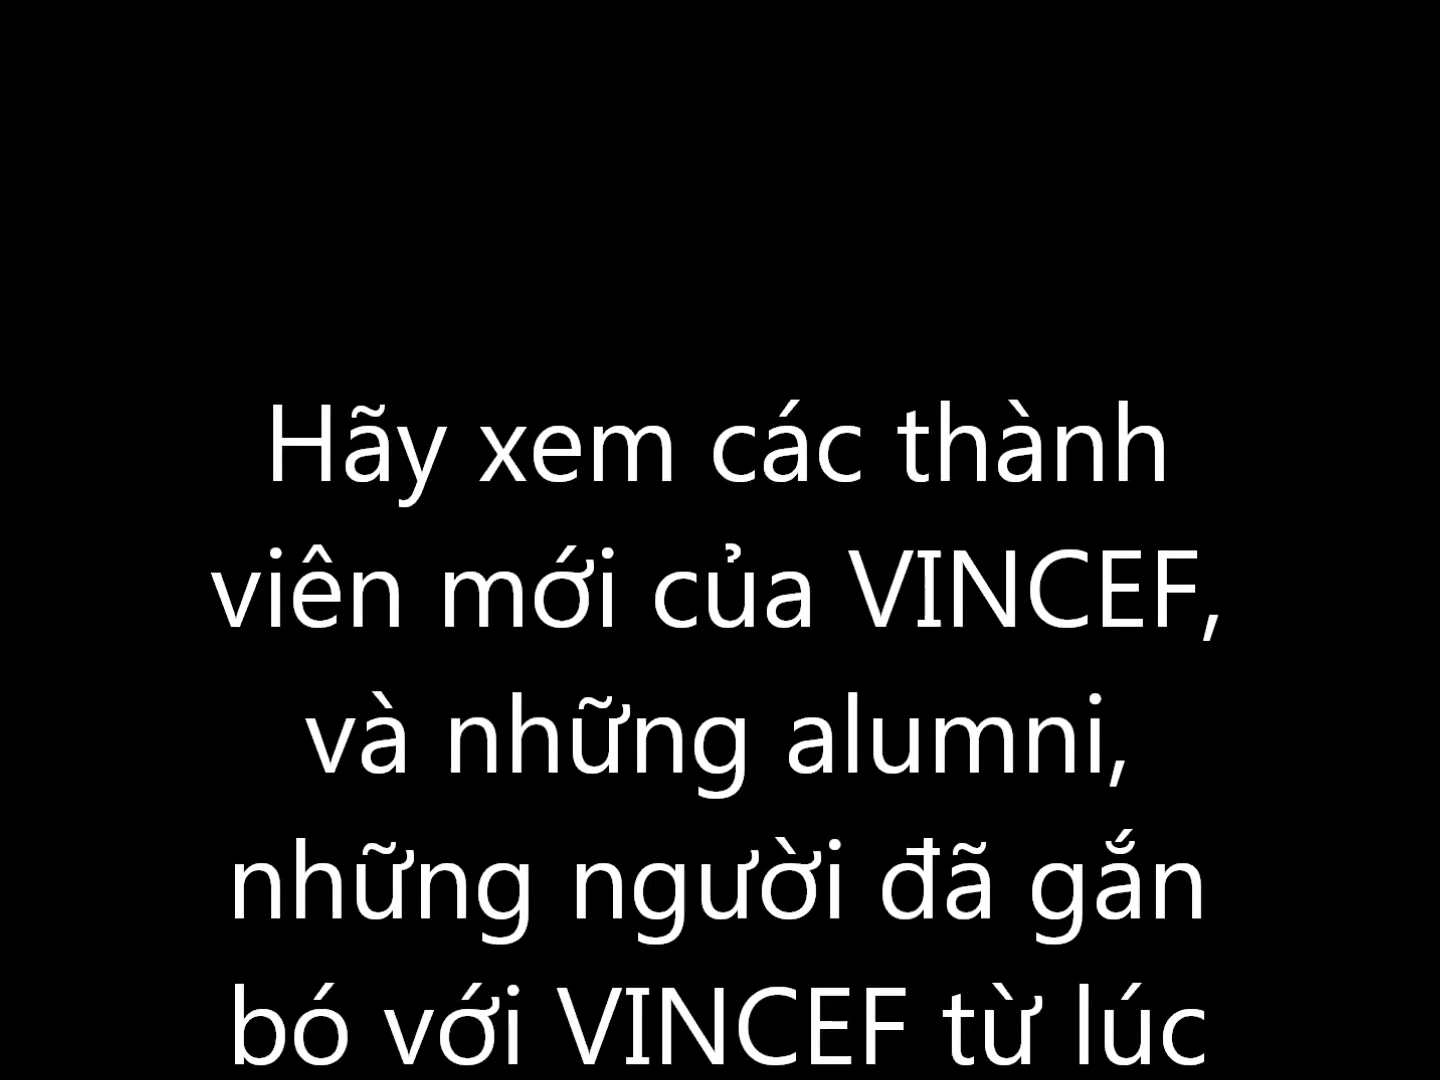 Hãy xem các thành
viên mới của VINCEF,
và những alumni,
những người đã gắn
bó với VINCEF từ lúc